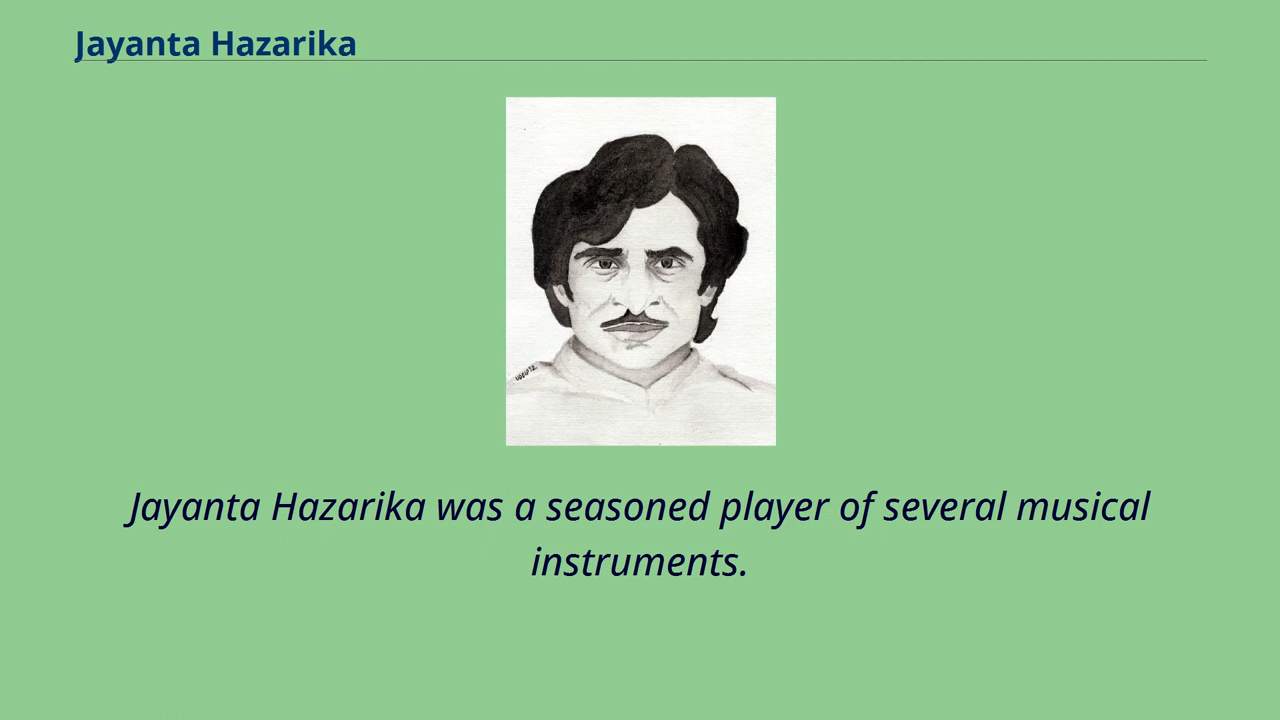 Jayanta Hazarika
Jayanta Hazarika was a seasoned player of several musical
instruments.